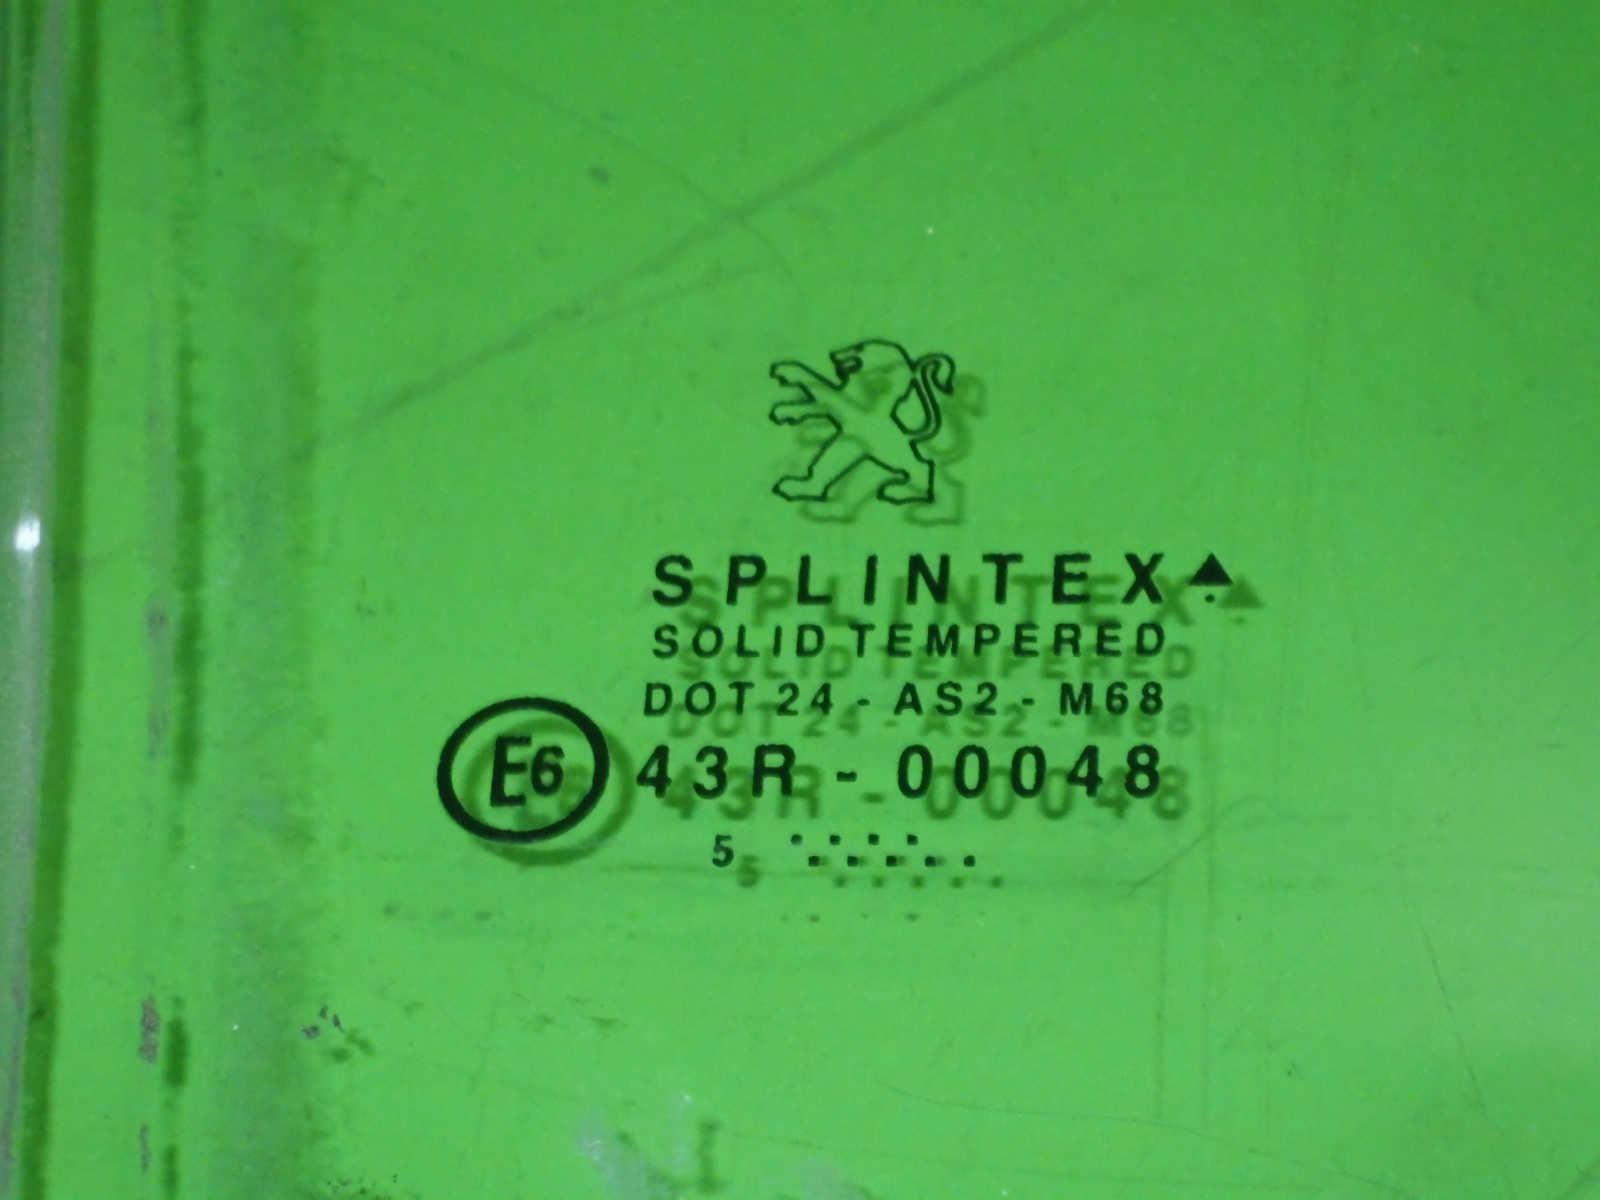 SPLINTEX
SOLID TEMPERED
DOT 24 - AS2 - M68
E6 43R - 00048
5